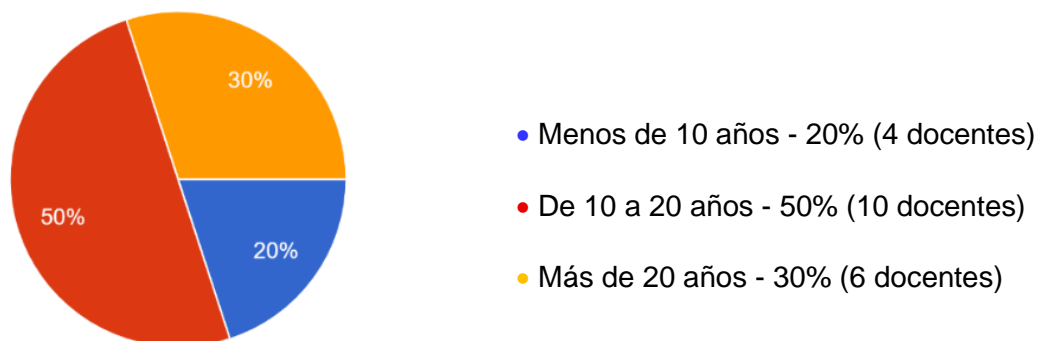 30%
50%
20%
• Menos de 10 años - 20% (4 docentes)
• De 10 a 20 años - 50% (10 docentes)
• Más de 20 años - 30% (6 docentes)